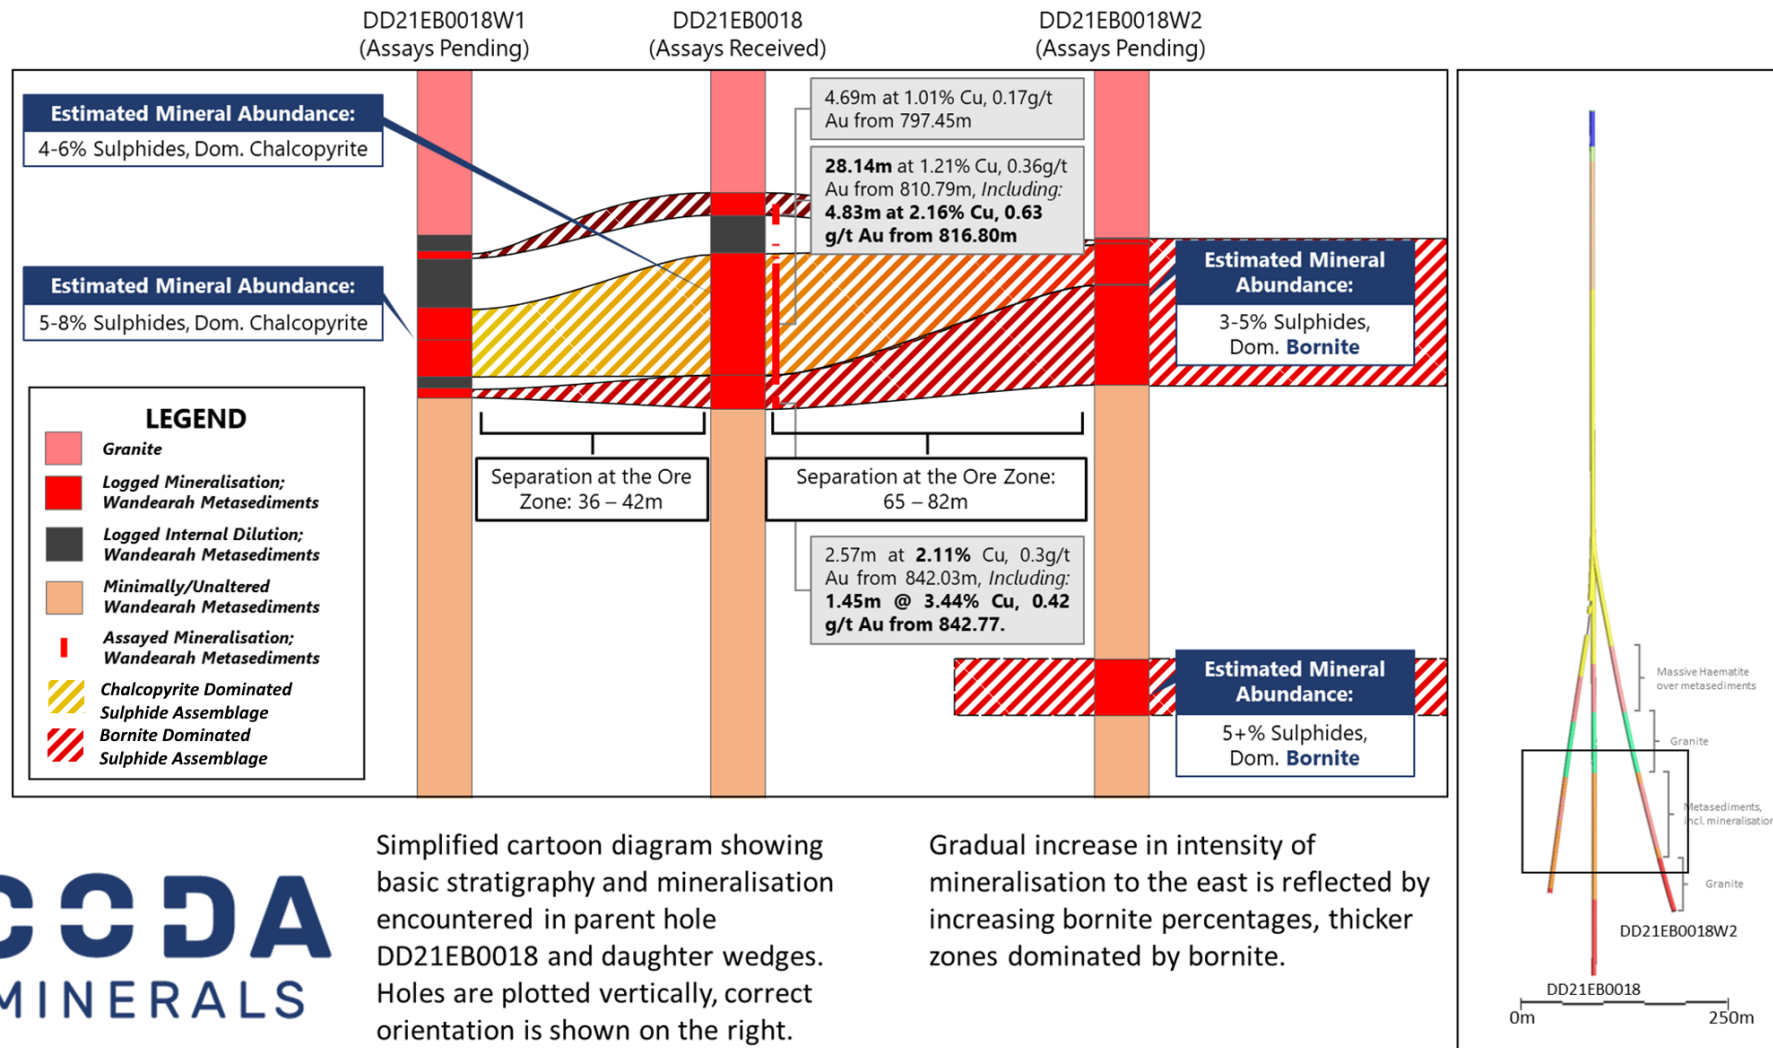 DD21EB0018W1
(Assays Pending)
DD21EB0018
(Assays Received)
DD21EB0018W2
(Assays Pending)
Estimated Mineral Abundance:
4-6% Sulphides, Dom. Chalcopyrite
Estimated Mineral Abundance:
5-8% Sulphides, Dom. Chalcopyrite
4.69m at 1.01% Cu, 0.17g/t
Au from 797.45m
28.14m at 1.21% Cu, 0.36g/t
Au from 810.79m, Including:
4.83m at 2.16% Cu, 0.63
g/t Au from 816.80m
Estimated Mineral
Abundance:
3-5% Sulphides,
Dom. Bornite
LEGEND
Granite
Logged Mineralisation;
Wandearah Metasediments
Logged Internal Dilution;
Wandearah Metasediments
Minimally/Unaltered
Wandearah Metasediments
Assayed Mineralisation;
Wandearah Metasediments
Chalcopyrite Dominated
Sulphide Assemblage
Bornite Dominated
Sulphide Assemblage
Separation at the Ore
Zone: 36 – 42m
Separation at the Ore Zone:
65 – 82m
2.57m at 2.11% Cu, 0.3g/t
Au from 842.03m, Including:
1.45m @ 3.44% Cu, 0.42
g/t Au from 842.77.
Estimated Mineral
Abundance:
5+% Sulphides,
Dom. Bornite
CODA
MINERALS
Simplified cartoon diagram showing
basic stratigraphy and mineralisation
encountered in parent hole
DD21EB0018 and daughter wedges.
Holes are plotted vertically, correct
orientation is shown on the right.
Gradual increase in intensity of
mineralisation to the east is reflected by
increasing bornite percentages, thicker
zones dominated by bornite.
Massive Haematite
over metasediments
Granite
Metasediments,
incl. mineralisation
Granite
DD21EB0018W2
DD21EB0018
0m
250m